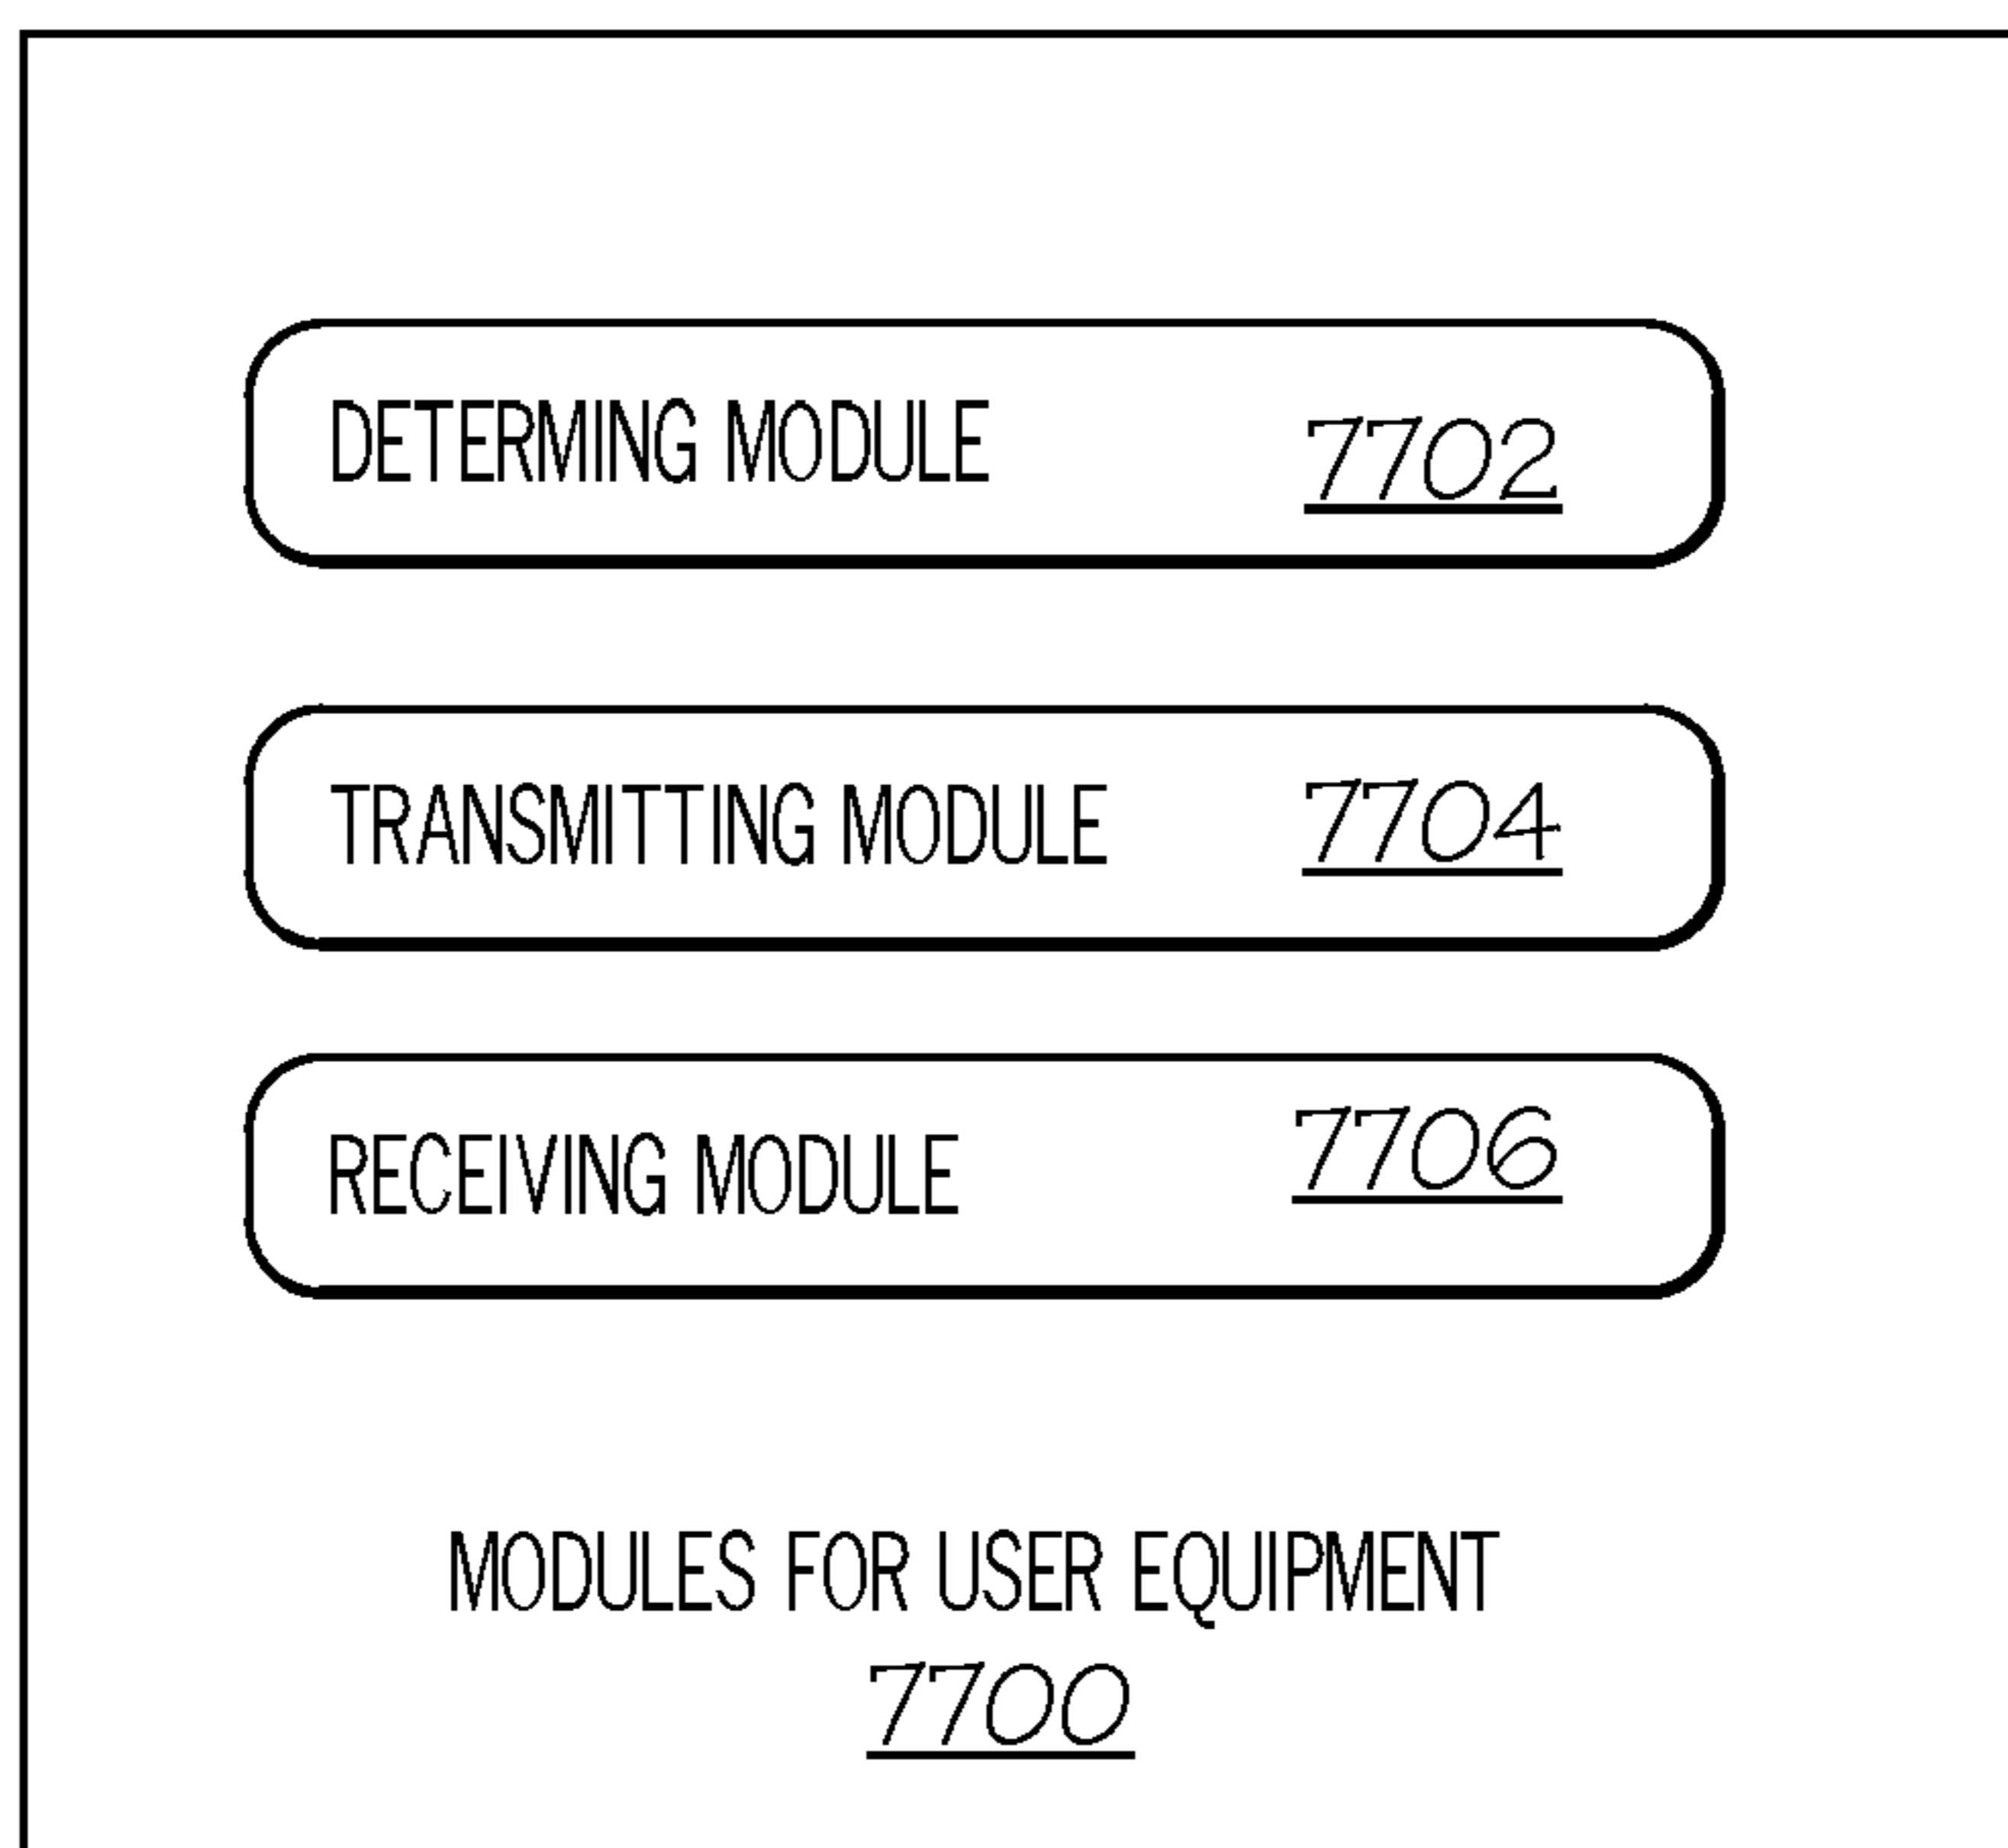 DETERMING MODULE 7702
TRANSMITTING MODULE 7704
RECEIVING MODULE 7706
MODULES FOR USER EQUIPMENT
7700